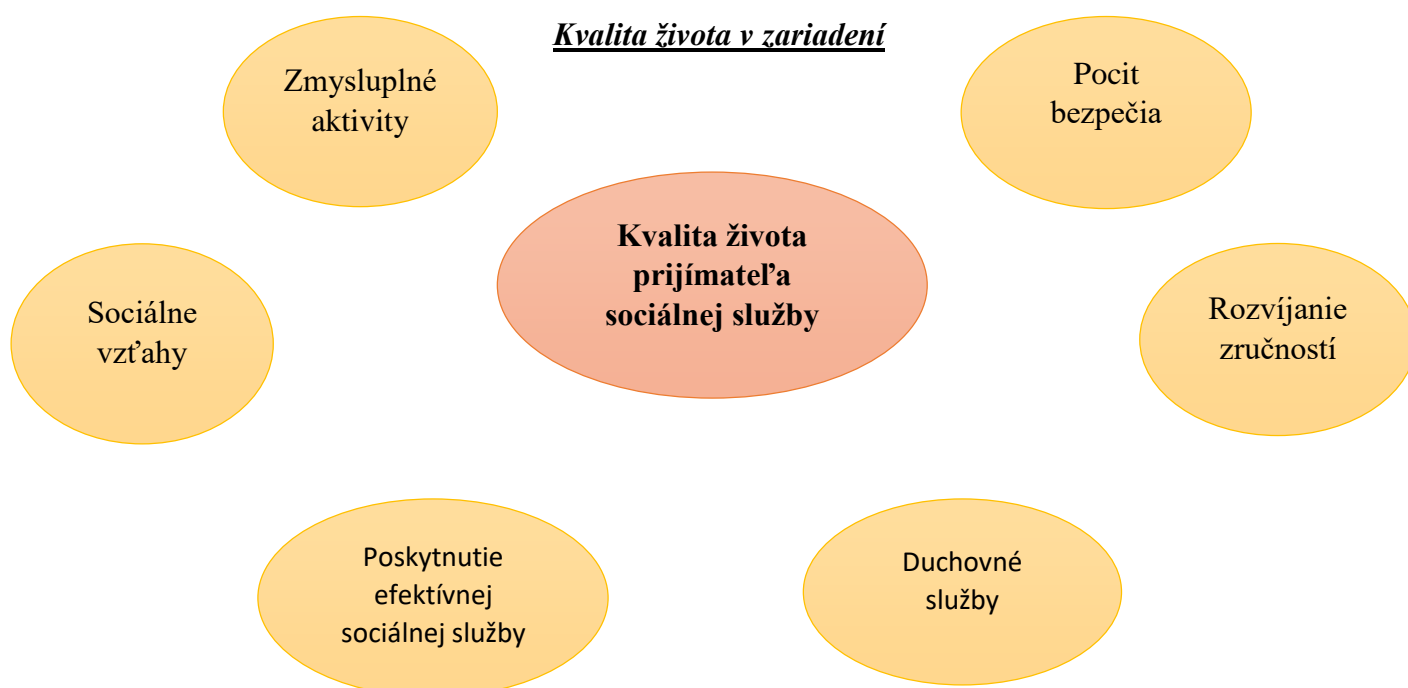 Kvalita života v zariadení
Zmysluplné
aktivity
Pocit
bezpečia
Kvalita života
prijímateľa
sociálnej služby
Sociálne
vzťahy
Rozvíjanie
zručností
Poskytnutie
efektívnej
sociálnej služby
Duchovné
služby